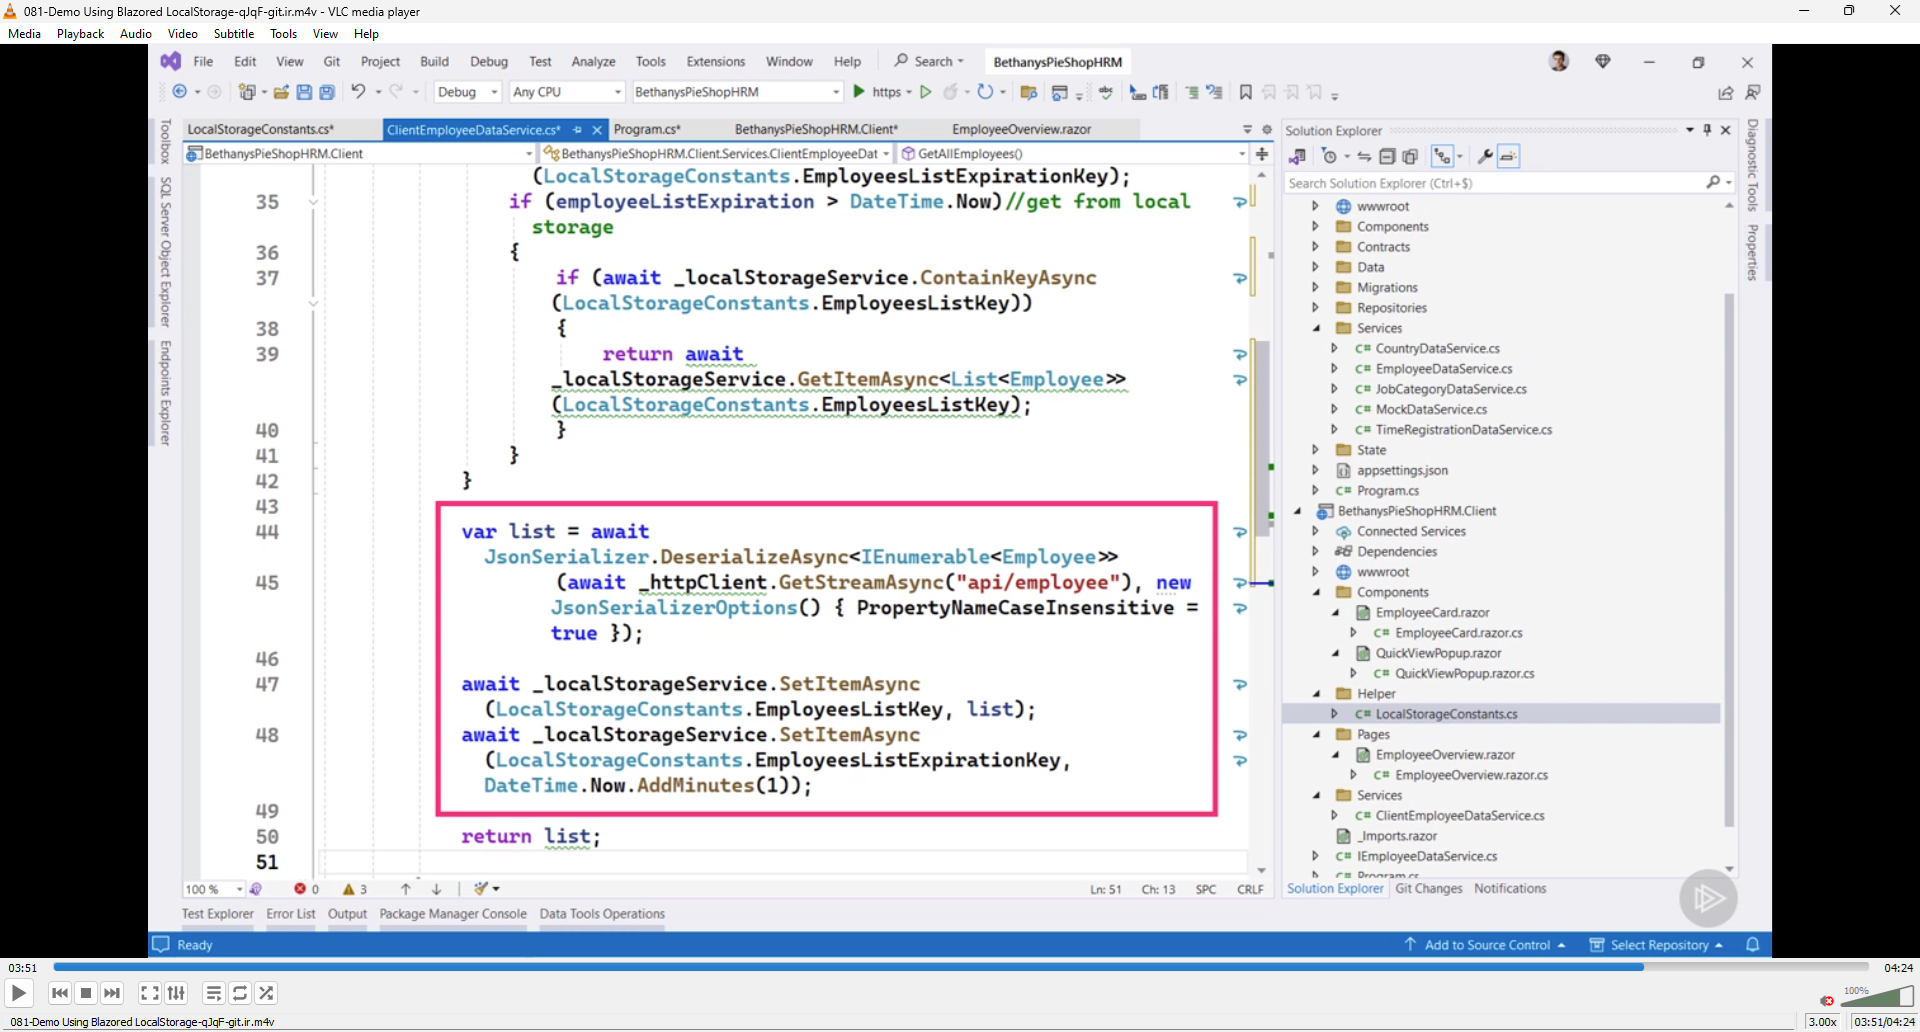 081-Demo Using Blazored LocalStorage-qJqF-git.ir.m4v - VLC media player
Media Playback Audio Video Subtitle Tools View Help
File Edit View Git Project Build Debug Test Analyze Tools Extensions Window Help Search BethanysPieShopHRM
Debug Any CPU BethanysPieShopHRM https
Toolbox
SQL Server Object Explorer
Endpoints Explorer
LocalStorageConstants.cs* ClientEmployeeDataService.cs* Program.cs* BethanysPieShopHRM.Client* EmployeeOverview.razor
BethanysPieShopHRM.Client BethanysPieShopHRM.Client.Services.ClientEmployeeDat GetAllEmployees()
(LocalStorageConstants.EmployeesListExpirationKey);
35 if (employeeListExpiration > DateTime.Now)//get from local
storage
36 {
37 if (await _localStorageService.ContainKeyAsync
(LocalStorageConstants.EmployeesListKey))
38 {
39 return await
_localStorageService.GetItemAsync<List<Employee>>
(LocalStorageConstants.EmployeesListKey);
40 }
41 }
42 }
43
44 var list = await
JsonSerializer.DeserializeAsync<IEnumerable<Employee>>
45 (await _httpClient.GetStreamAsync("api/employee"), new
JsonSerializerOptions() { PropertyNameCaseInsensitive =
true });
46
47 await _localStorageService.SetItemAsync
(LocalStorageConstants.EmployeesListKey, list);
48 await _localStorageService.SetItemAsync
(LocalStorageConstants.EmployeesListExpirationKey,
DateTime.Now.AddMinutes(1));
49
50 return list;
51
100 % 0 3 Ln: 51 Ch: 13 SPC CRLF
Test Explorer Error List Output Package Manager Console Data Tools Operations
Solution Explorer
Search Solution Explorer (Ctrl+$)
wwwroot
Components
Contracts
Data
Migrations
Repositories
Services
C# CountryDataService.cs
C# EmployeeDataService.cs
C# JobCategoryDataService.cs
C# MockDataService.cs
C# TimeRegistrationDataService.cs
State
appsettings.json
C# Program.cs
BethanysPieShopHRM.Client
Connected Services
Dependencies
wwwroot
Components
EmployeeCard.razor
C# EmployeeCard.razor.cs
QuickViewPopup.razor
C# QuickViewPopup.razor.cs
Helper
C# LocalStorageConstants.cs
Pages
EmployeeOverview.razor
C# EmployeeOverview.razor.cs
Services
C# ClientEmployeeDataService.cs
_Imports.razor
C# IEmployeeDataService.cs
C# Program.cs
Solution Explorer Git Changes Notifications
Diagnostic Tools
Properties
Ready Add to Source Control Select Repository
03:51 04:24
100%
081-Demo Using Blazored LocalStorage-qJqF-git.ir.m4v 3.00x 03:51/04:24